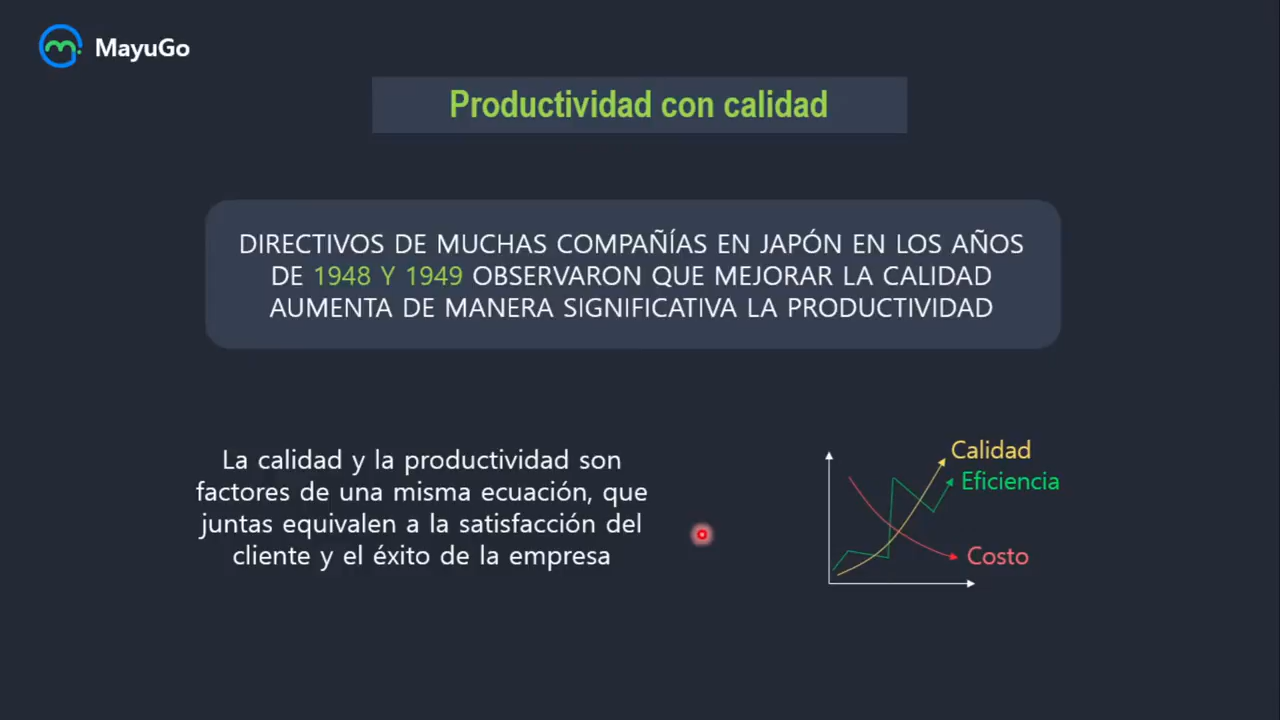 MayuGo
Productividad con calidad
DIRECTIVOS DE MUCHAS COMPAÑÍAS EN JAPÓN EN LOS AÑOS
DE 1948 Y 1949 OBSERVARON QUE MEJORAR LA CALIDAD
AUMENTA DE MANERA SIGNIFICATIVA LA PRODUCTIVIDAD
La calidad y la productividad son
factores de una misma ecuación, que
juntas equivalen a la satisfacción del
cliente y el éxito de la empresa
Calidad
Eficiencia
Costo